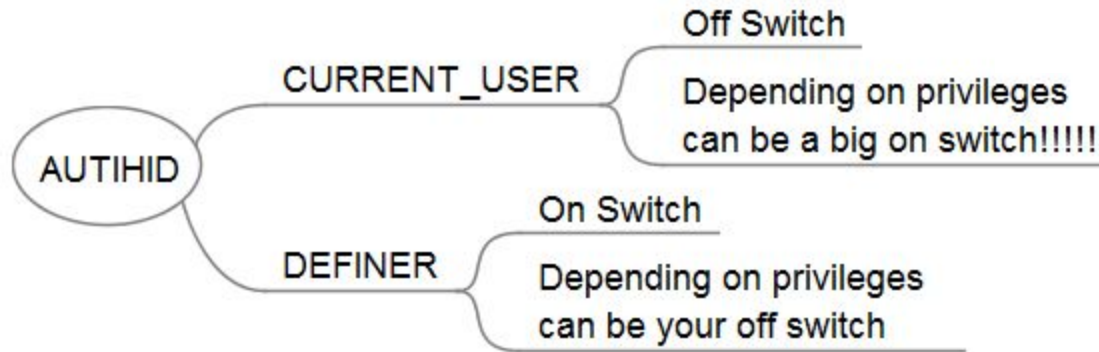 AUTIHID
CURRENT_USER
Off Switch
Depending on privileges
can be a big on switch!!!!!
DEFINER
On Switch
Depending on privileges
can be your off switch